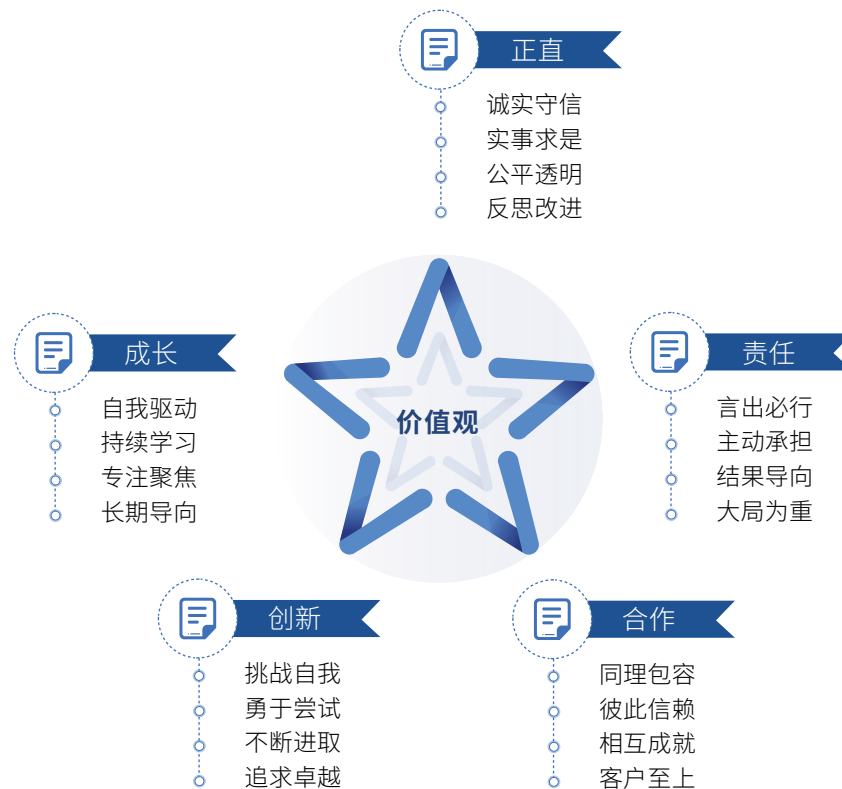 正直
诚实守信
实事求是
公平透明
反思改进
成长
自我驱动
持续学习
专注聚焦
长期导向
价值观
责任
言出必行
主动承担
结果导向
大局为重
创新
挑战自我
勇于尝试
不断进取
追求卓越
合作
同理包容
彼此信赖
相互成就
客户至上